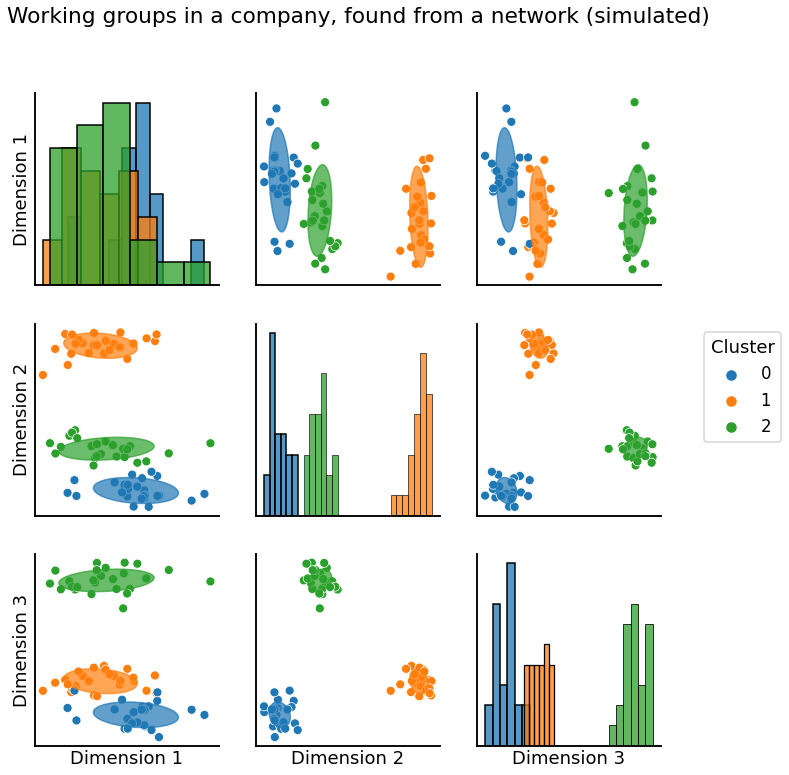 Working groups in a company, found from a network (simulated)
Dimension 1
Dimension 2
Cluster
0
1
2
Dimension 3
Dimension 1
Dimension 2
Dimension 3